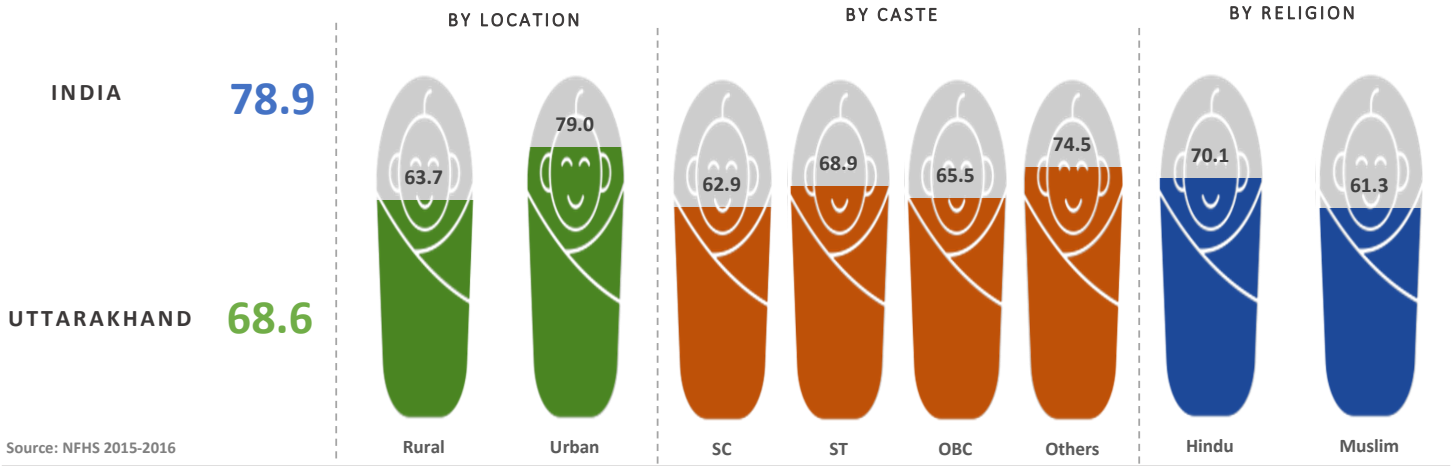 BY LOCATION
BY CASTE
BY RELIGION
INDIA
78.9
UTTARAKHAND
68.6
63.7
79.0
62.9
68.9
65.5
74.5
70.1
61.3
Rural
Urban
SC
ST
OBC
Others
Hindu
Muslim
Source: NFHS 2015-2016